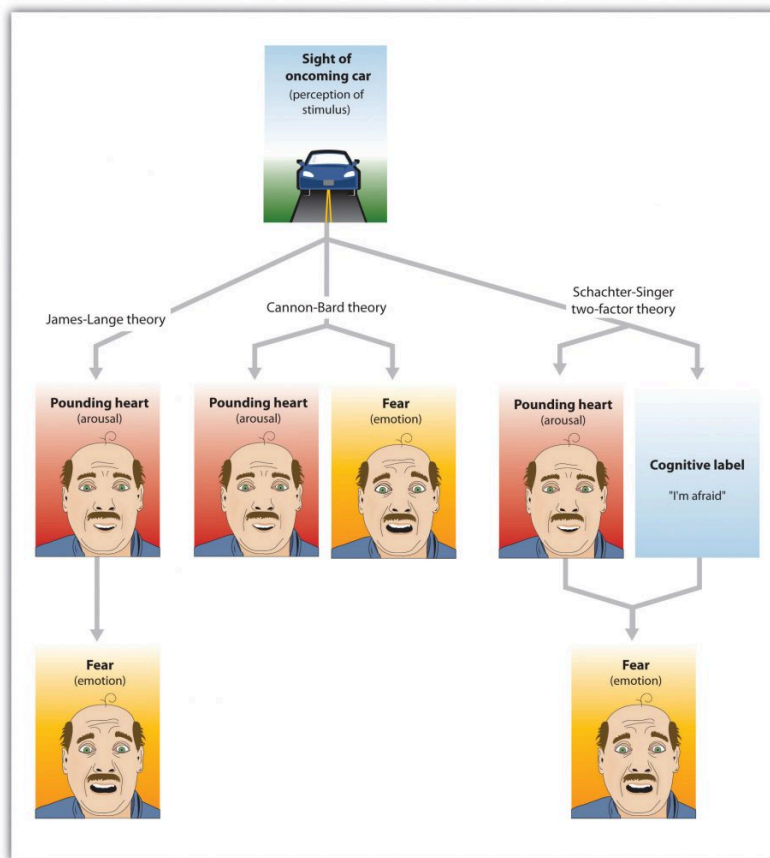 Sight of
oncoming car
(perception of
stimulus)
James-Lange theory
Cannon-Bard theory
Schachter-Singer
two-factor theory
Pounding heart
(arousal)
Pounding heart
(arousal)
Fear
(emotion)
Pounding heart
(arousal)
Cognitive label
"I'm afraid"
Fear
(emotion)
Fear
(emotion)